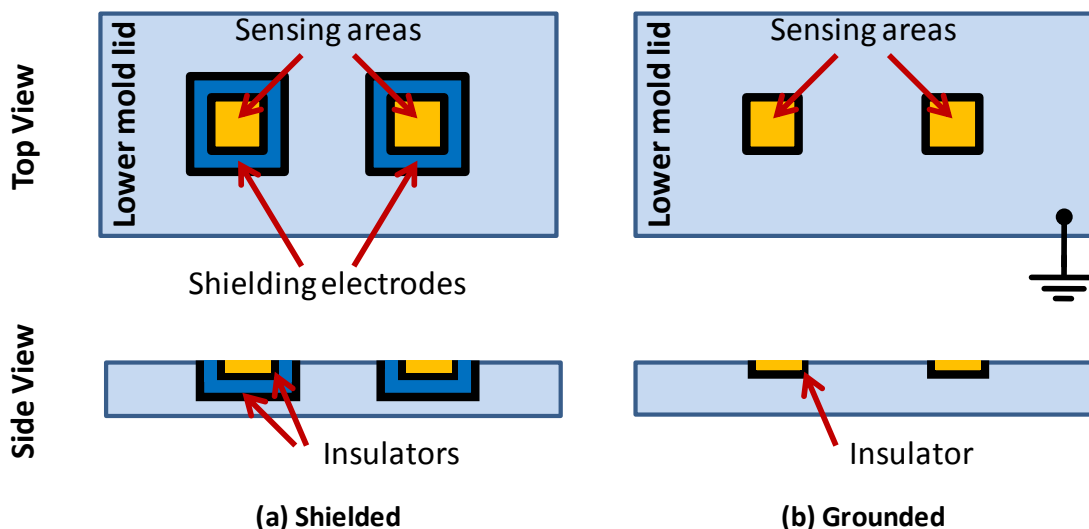 Top View
Lower mold lid
Sensing areas
Shielding electrodes
Lower mold lid
Sensing areas
Side View
Insulators
Insulator
(a) Shielded
(b) Grounded